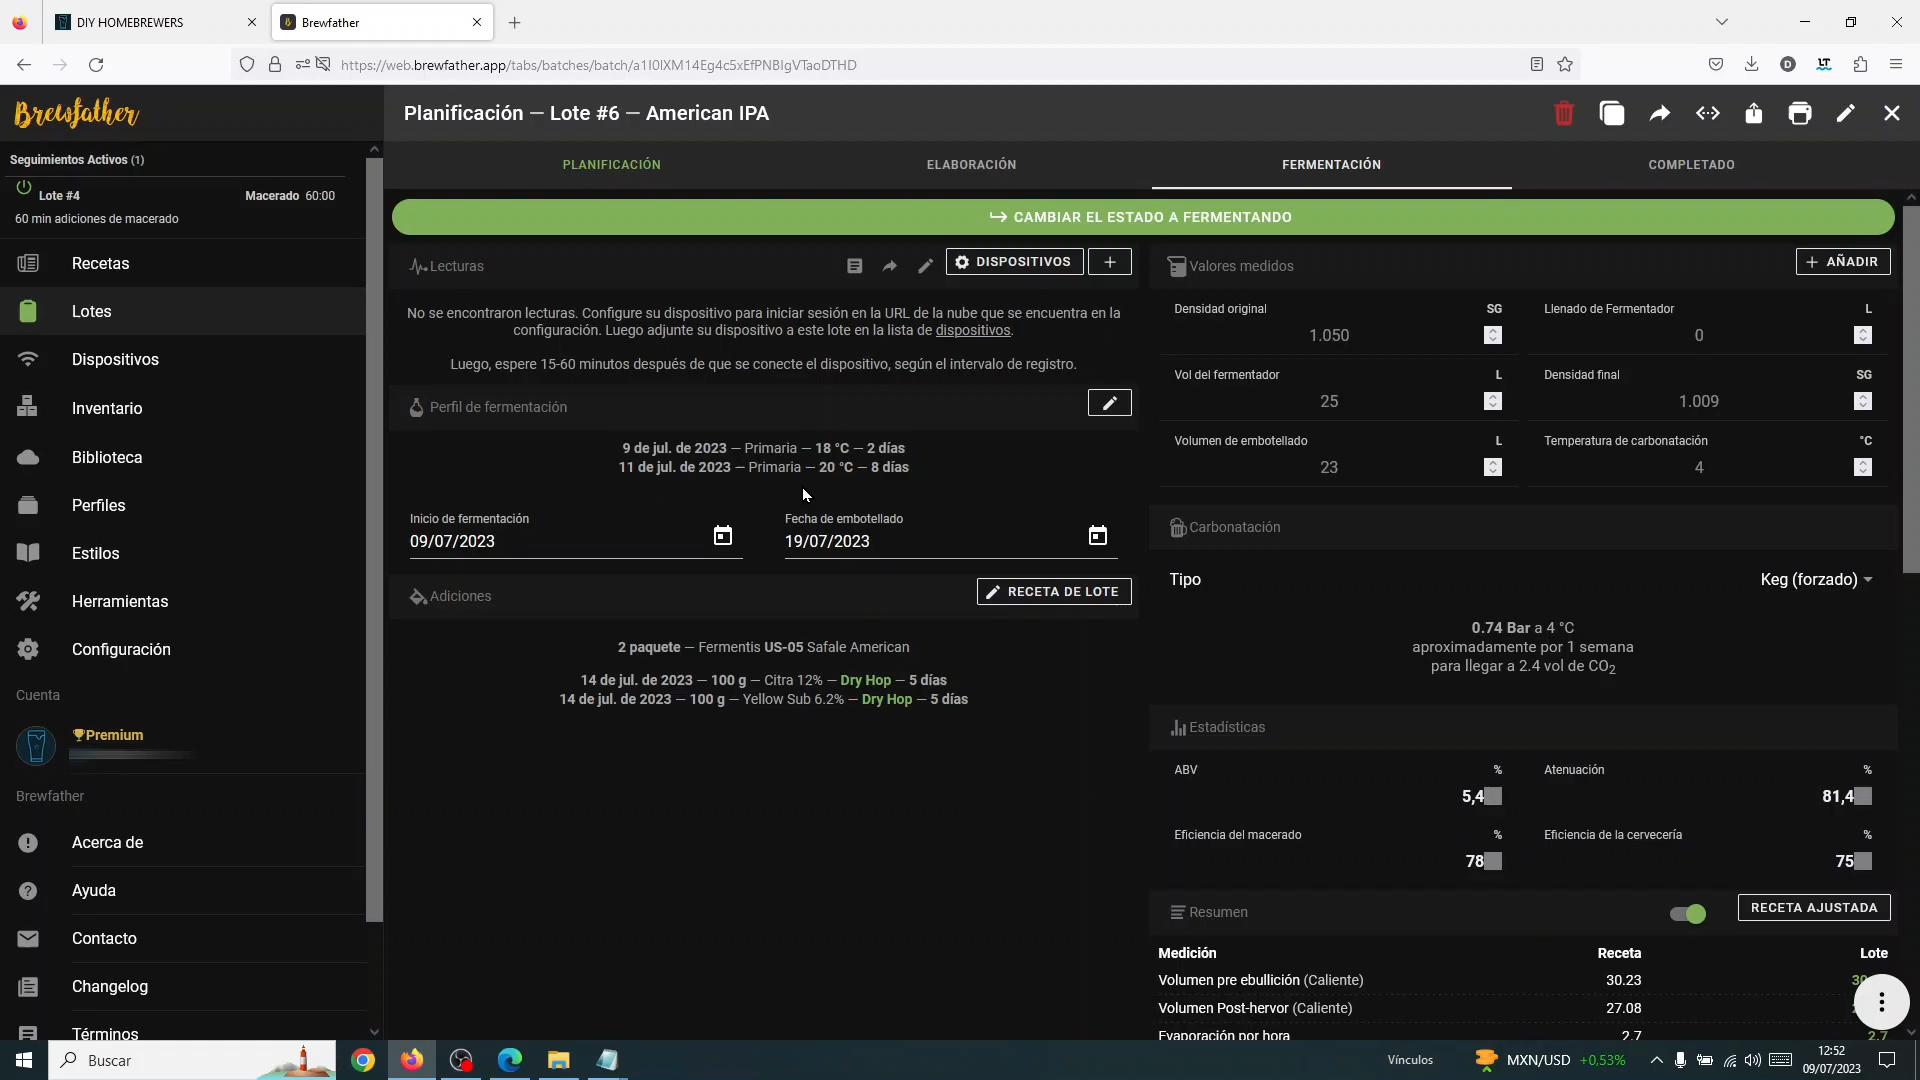 DIY HOMEBREWERS
Brewfather
https://web.brewfather.app/tabs/batches/batch/a1I0IXM14Eg4c5xEfPNBIgVTaoDTHD
Brewfather
Planificación — Lote #6 — American IPA
Seguimientos Activos (1)
Lote #4
Macerado 60:00
60 min adiciones de macerado
Recetas
Lotes
Dispositivos
Inventario
Biblioteca
Perfiles
Estilos
Herramientas
Configuración
Cuenta
Premium
Brewfather
Acerca de
Ayuda
Contacto
Changelog
Términos
PLANIFICACIÓN
ELABORACIÓN
FERMENTACIÓN
COMPLETADO
CAMBIAR EL ESTADO A FERMENTANDO
Lecturas
DISPOSITIVOS
No se encontraron lecturas. Configure su dispositivo para iniciar sesión en la URL de la nube que se encuentra en la
configuración. Luego adjunte su dispositivo a este lote en la lista de dispositivos.
Luego, espere 15-60 minutos después de que se conecte el dispositivo, según el intervalo de registro.
Perfil de fermentación
9 de jul. de 2023 — Primaria — 18 °C — 2 días
11 de jul. de 2023 — Primaria — 20 °C — 8 días
Inicio de fermentación
09/07/2023
Fecha de embotellado
19/07/2023
Adiciones
RECETA DE LOTE
2 paquete — Fermentis US-05 Safale American
14 de jul. de 2023 — 100 g — Citra 12% — Dry Hop — 5 días
14 de jul. de 2023 — 100 g — Yellow Sub 6.2% — Dry Hop — 5 días
Valores medidos
AÑADIR
Densidad original SG
1.050
Llenado de Fermentador L
0
Vol del fermentador L
25
Densidad final SG
1.009
Volumen de embotellado L
23
Temperatura de carbonatación °C
4
Carbonatación
Tipo
Keg (forzado)
0.74 Bar a 4 °C
aproximadamente por 1 semana
para llegar a 2.4 vol de CO2
Estadísticas
ABV %
5,4
Atenuación %
81,4
Eficiencia del macerado %
78
Eficiencia de la cervecería %
75
Resumen
RECETA AJUSTADA
Medición Receta Lote
Volumen pre ebullición (Caliente) 30.23
Volumen Post-hervor (Caliente) 27.08
Evaporación por hora 2.7 2.7
Buscar
Vínculos
MXN/USD +0,53%
12:52
09/07/2023